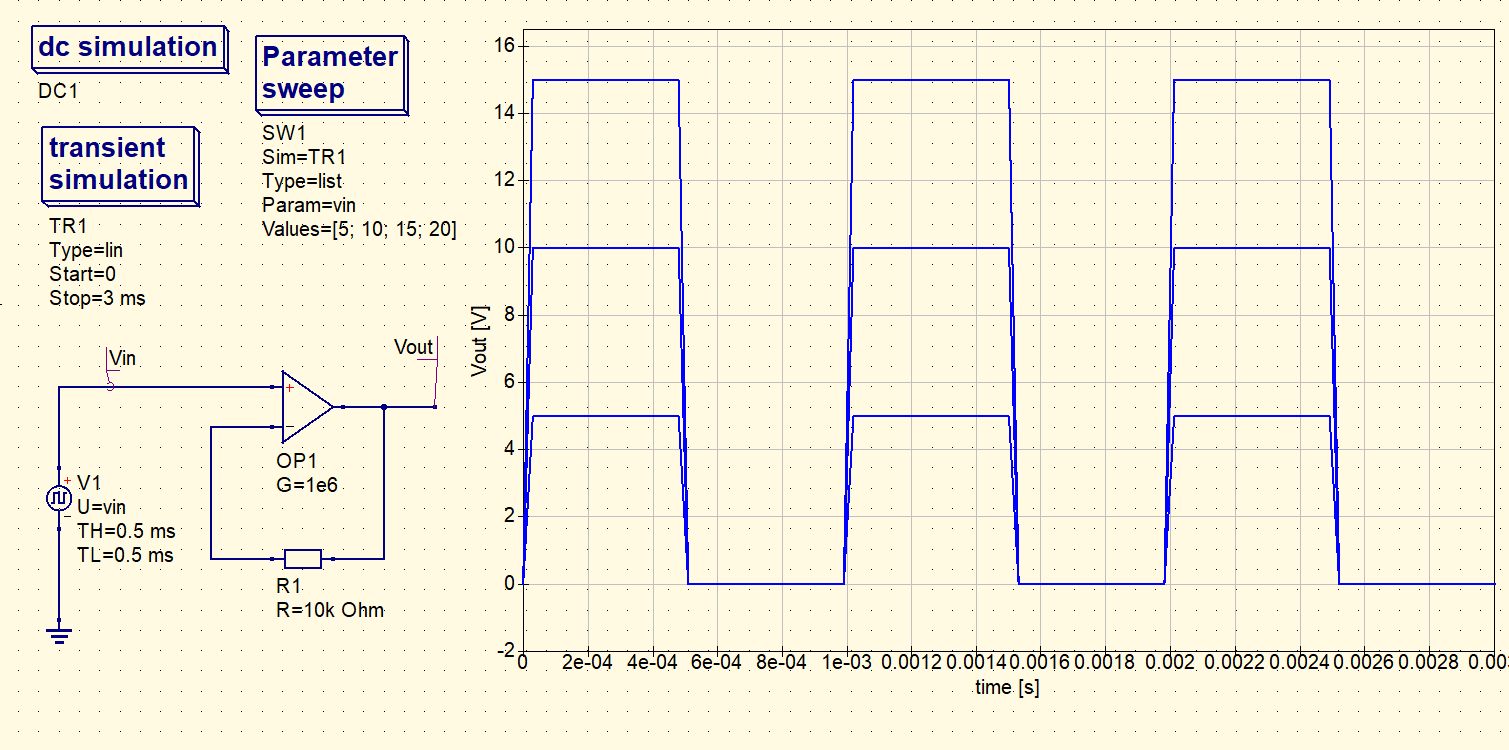 dc simulation
DC1
Parameter
sweep
SW1
Sim=TR1
Type=list
Param=vin
Values=[5; 10; 15; 20]
transient
simulation
TR1
Type=lin
Start=0
Stop=3 ms
Vin
Vout
+
−
OP1
G=1e6
+
V1
U=vin
TH=0.5 ms
TL=0.5 ms
−
R1
R=10k Ohm
Vout [V]
16
14
12
10
8
6
4
2
0
-2
0 2e-04 4e-04 6e-04 8e-04 1e-03 0.0012 0.0014 0.0016 0.0018 0.002 0.0022 0.0024 0.0026 0.0028
time [s]